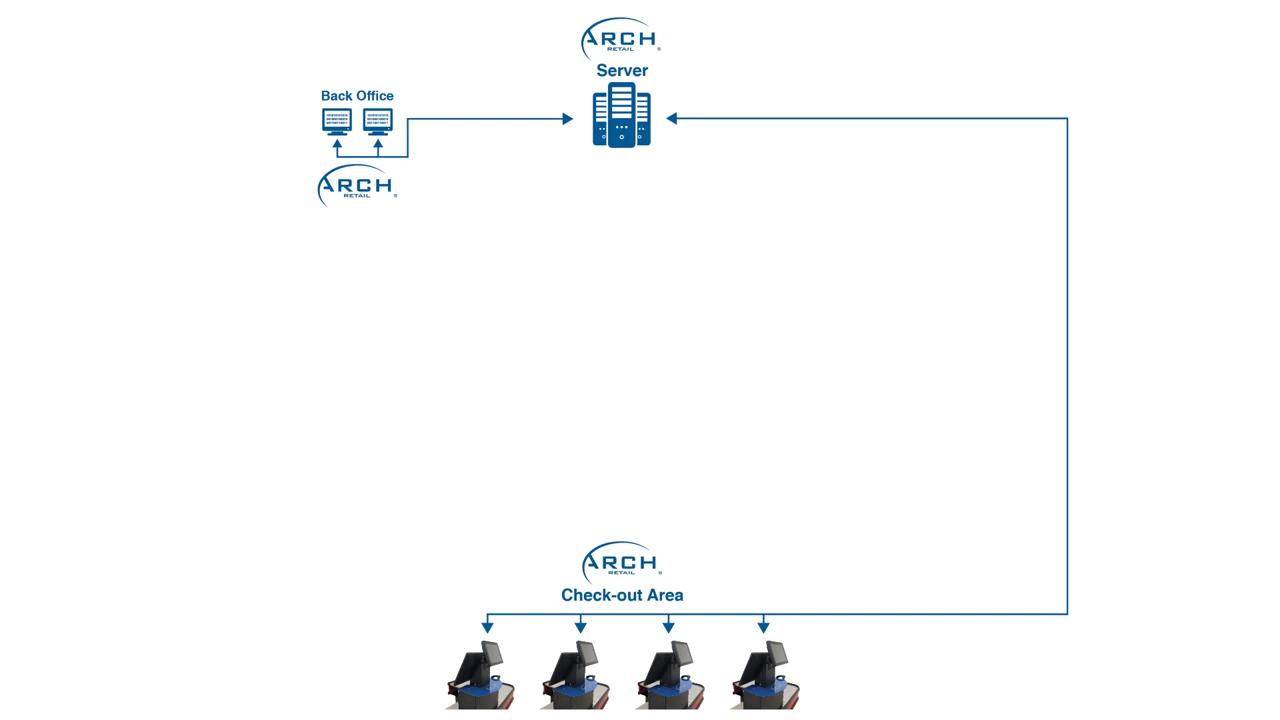 ARCH
RETAIL ®
Server
Back Office
ARCH
RETAIL ®
ARCH
RETAIL ®
Check-out Area